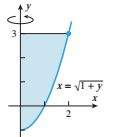 y
3
x = √1 + y
x
2